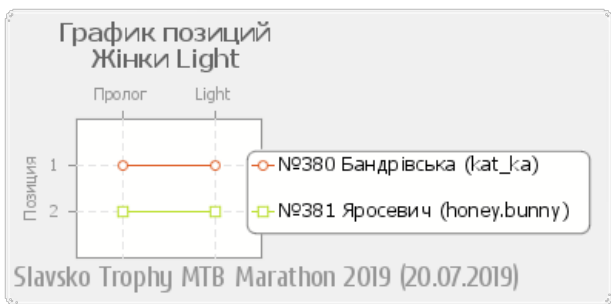 График позиций
Жінки Light
Пролог Light
Позиция
1
№380 Бандрівська (kat_ka)
2
№381 Яросевич (honey.bunny)
Slavsko Trophy MTB Marathon 2019 (20.07.2019)